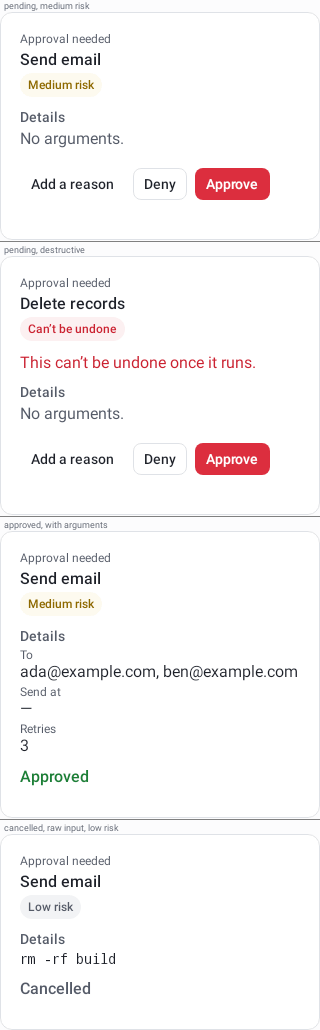 pending, medium risk
Approval needed
Send email
Medium risk
Details
No arguments.
Add a reason Deny Approve
pending, destructive
Approval needed
Delete records
Can’t be undone
This can’t be undone once it runs.
Details
No arguments.
Add a reason Deny Approve
approved, with arguments
Approval needed
Send email
Medium risk
Details
To
ada@example.com, ben@example.com
Send at
—
Retries
3
Approved
cancelled, raw input, low risk
Approval needed
Send email
Low risk
Details
rm -rf build
Cancelled